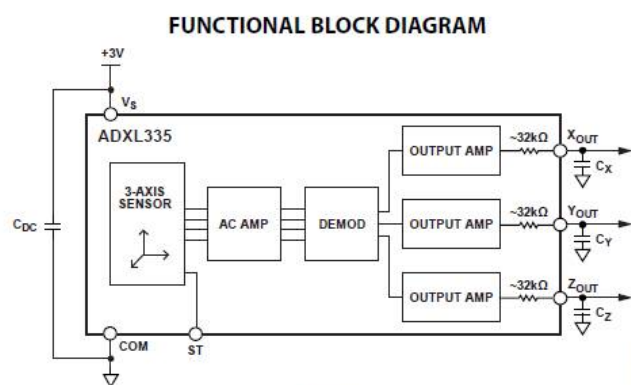 FUNCTIONAL BLOCK DIAGRAM
+3V
VS
ADXL335
3-AXIS
SENSOR
AC AMP
DEMOD
OUTPUT AMP
~32kΩ
XOUT
CX
OUTPUT AMP
~32kΩ
YOUT
CY
OUTPUT AMP
~32kΩ
ZOUT
CZ
CDC
COM
ST